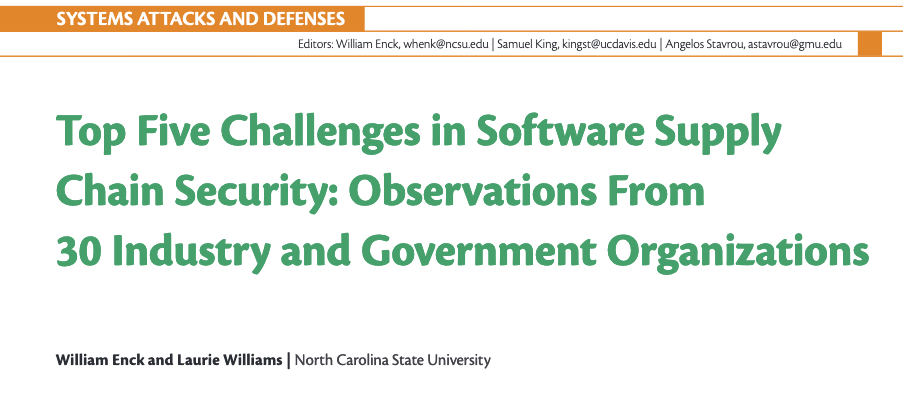 SYSTEMS ATTACKS AND DEFENSES
Editors: William Enck, whenk@ncsu.edu | Samuel King, kingst@ucdavis.edu | Angelos Stavrou, astavrou@gmu.edu
Top Five Challenges in Software Supply
Chain Security: Observations From
30 Industry and Government Organizations
William Enck and Laurie Williams | North Carolina State University